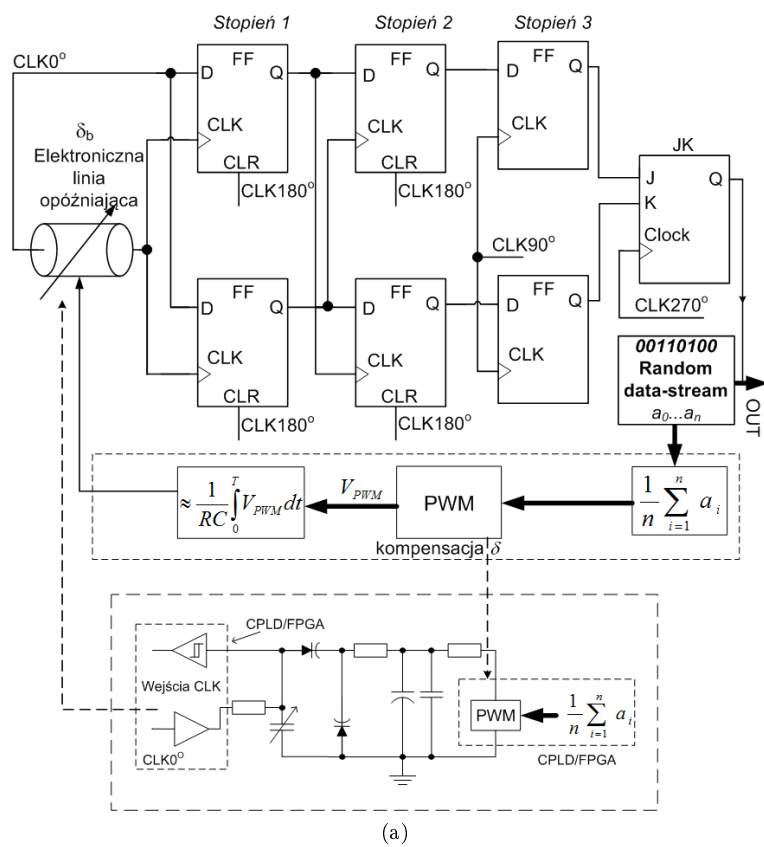 Stopień 1 Stopień 2 Stopień 3
CLK0°
D FF Q
CLK
CLR
CLK180°
D FF Q
CLK
CLR
CLK180°
D FF Q
CLK
δb
Elektroniczna
linia
opóźniająca
JK
J Q
K
Clock
CLK270°
CLK90°
D FF Q
CLK
CLR
CLK180°
D FF Q
CLK
CLR
CLK180°
D FF Q
CLK
00110100
Random
data-stream
a0...an
OUT
≈ 1/RC ∫0T VPWM dt
VPWM
PWM
1/n ∑i=1n ai
kompensacja δ
CPLD/FPGA
Wejścia CLK
CLK0°
PWM
1/n ∑i=1n ai
CPLD/FPGA
(a)